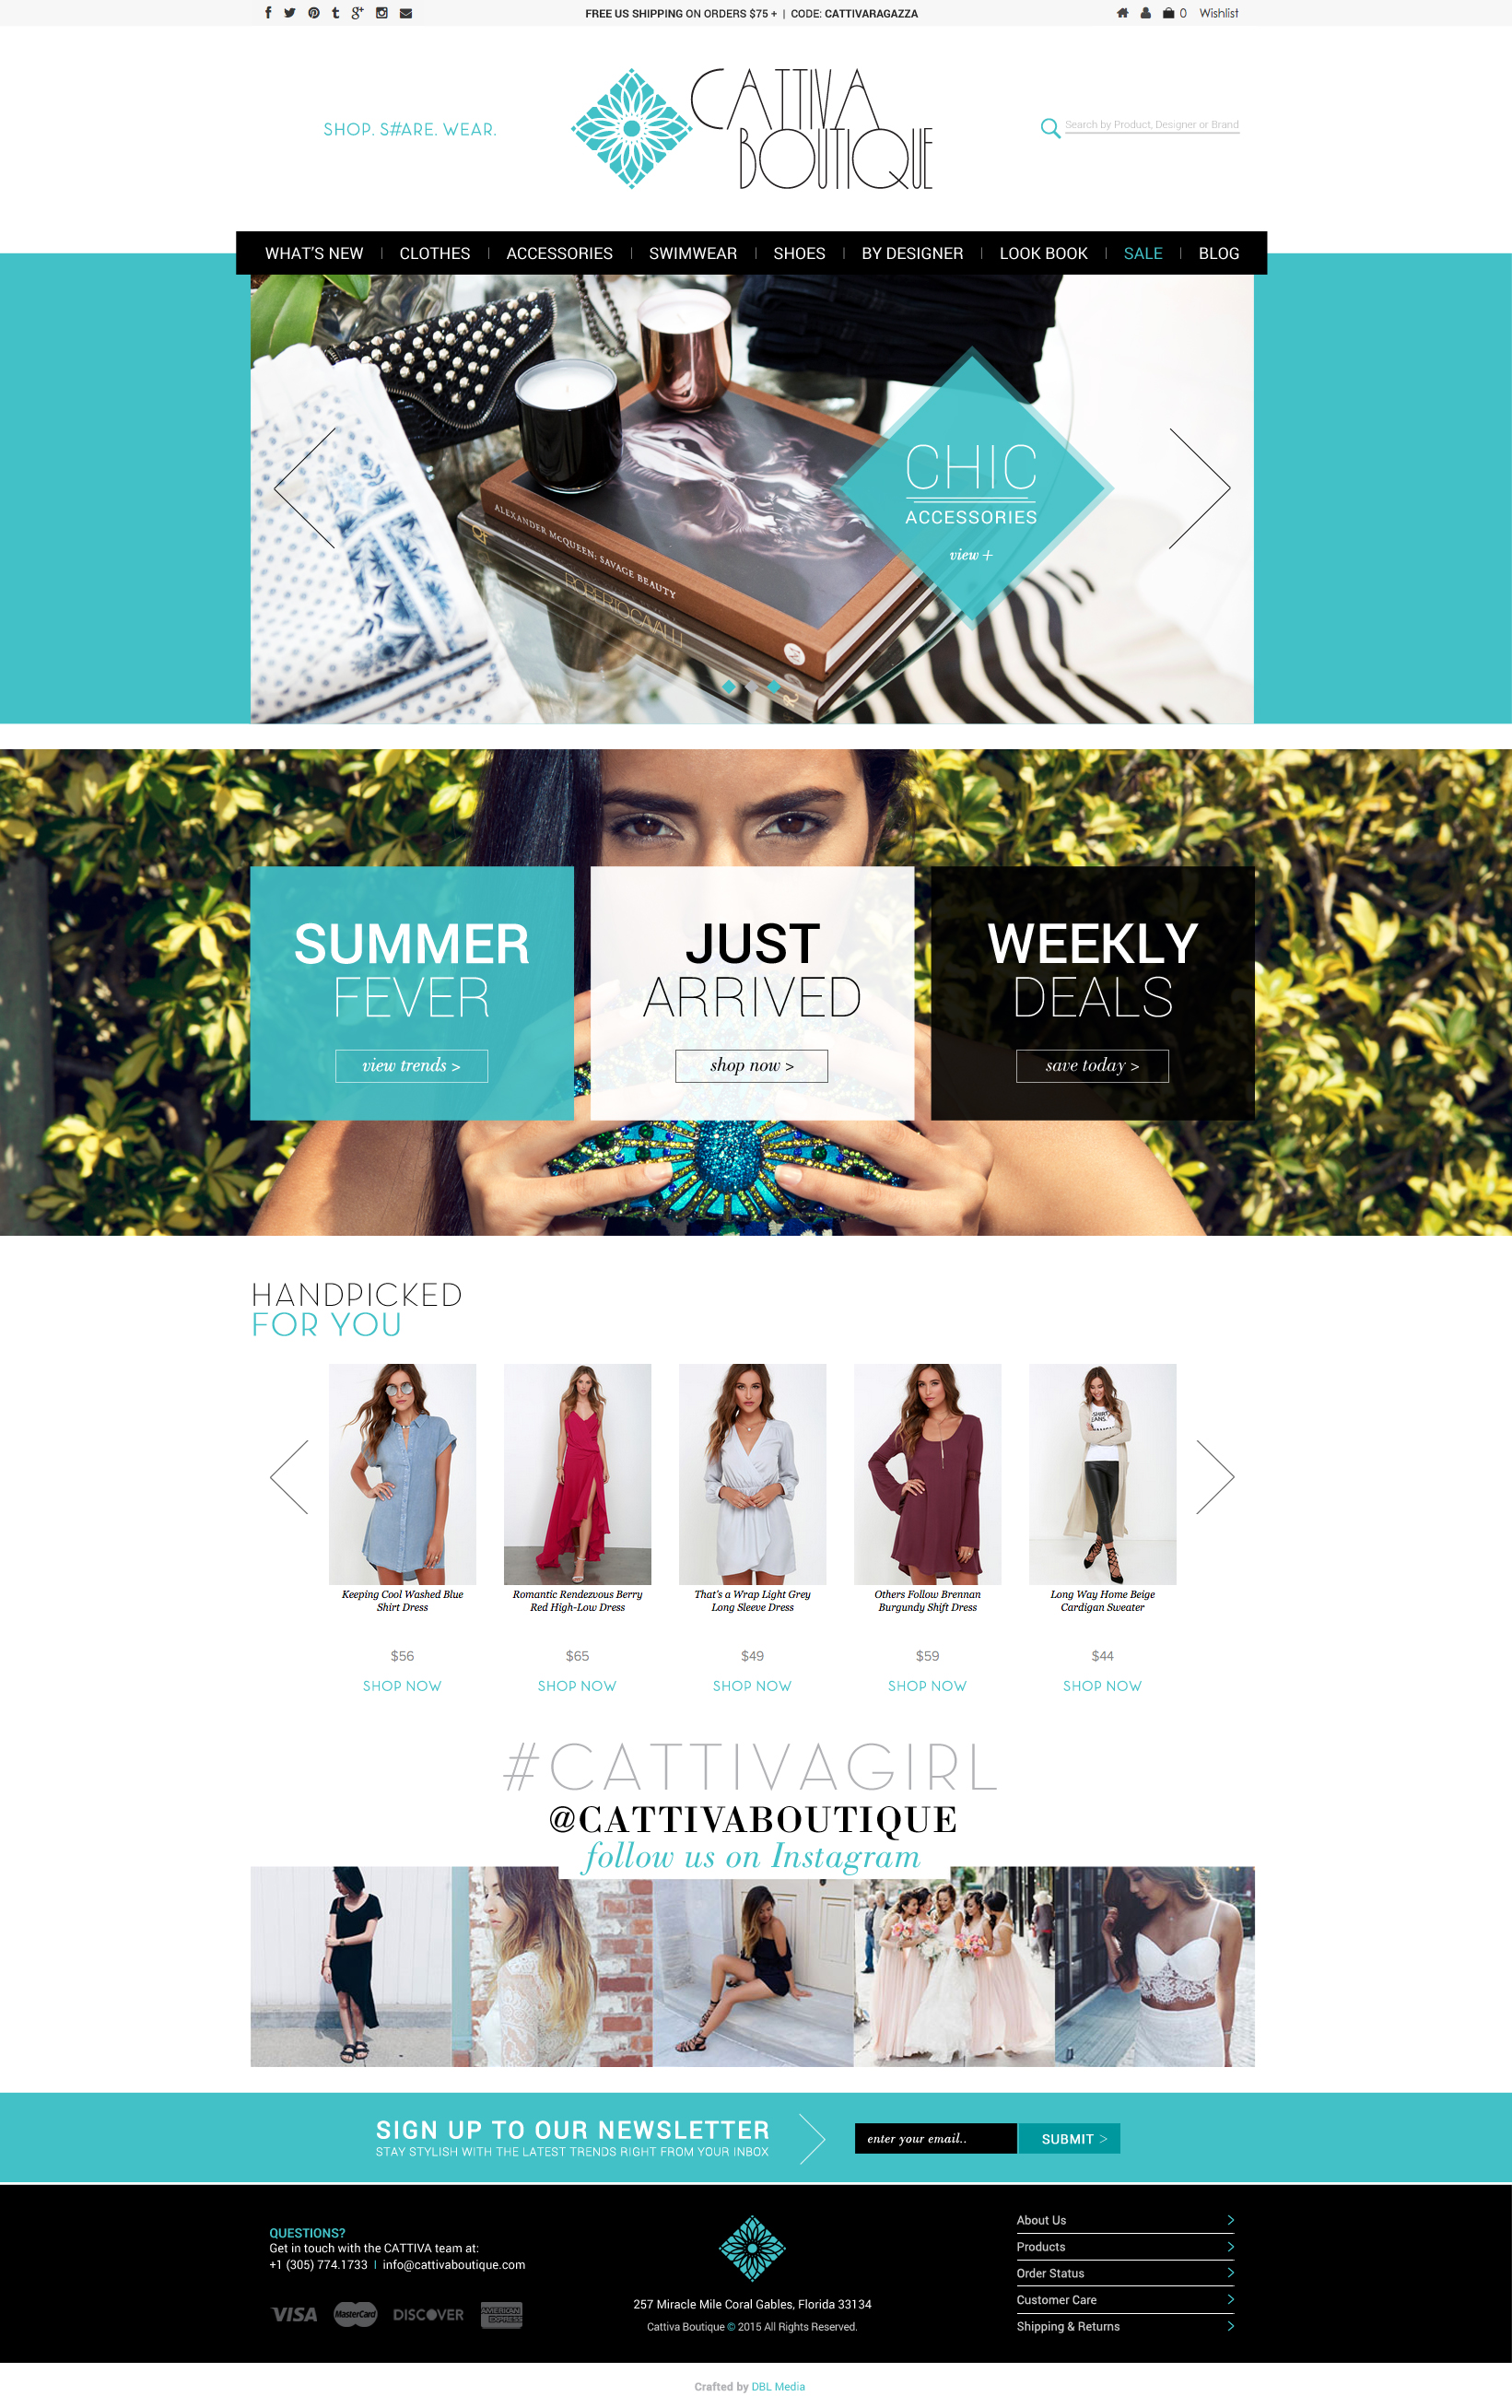 FREE US SHIPPING ON ORDERS $75 + | CODE: CATTIVARAGAZZA
0 Wishlist
SHOP. S#ARE. WEAR.
CATTIVA
BOUTIQUE
Search by Product, Designer or Brand
WHAT'S NEW | CLOTHES | ACCESSORIES | SWIMWEAR | SHOES | BY DESIGNER | LOOK BOOK | SALE | BLOG
ALEXANDER McQUEEN: SAVAGE BEAUTY
ROBERTO CAVALLI
CHIC
ACCESSORIES
view +
SUMMER
FEVER
view trends >
JUST
ARRIVED
shop now >
WEEKLY
DEALS
save today >
HANDPICKED
FOR YOU
Keeping Cool Washed Blue
Shirt Dress
$56
SHOP NOW
Romantic Rendezvous Berry
Red High-Low Dress
$65
SHOP NOW
That's a Wrap Light Grey
Long Sleeve Dress
$49
SHOP NOW
Others Follow Brennan
Burgundy Shift Dress
$59
SHOP NOW
Long Way Home Beige
Cardigan Sweater
$44
SHOP NOW
#CATTIVAGIRL
@CATTIVABOUTIQUE
follow us on Instagram
SIGN UP TO OUR NEWSLETTER
STAY STYLISH WITH THE LATEST TRENDS RIGHT FROM YOUR INBOX
enter your email..
SUBMIT >
QUESTIONS?
Get in touch with the CATTIVA team at:
+1 (305) 774.1733 | info@cattivaboutique.com
VISA MasterCard DISCOVER AMERICAN EXPRESS
257 Miracle Mile Coral Gables, Florida 33134
Cattiva Boutique © 2015 All Rights Reserved.
About Us
Products
Order Status
Customer Care
Shipping & Returns
Crafted by DBL Media